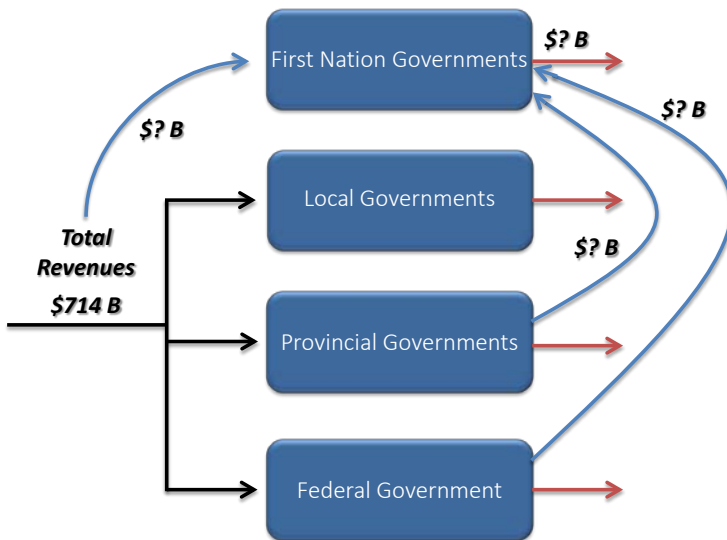 $? B
First Nation Governments
$? B
$? B
Local Governments
Total
Revenues
$714 B
$? B
Provincial Governments
Federal Government